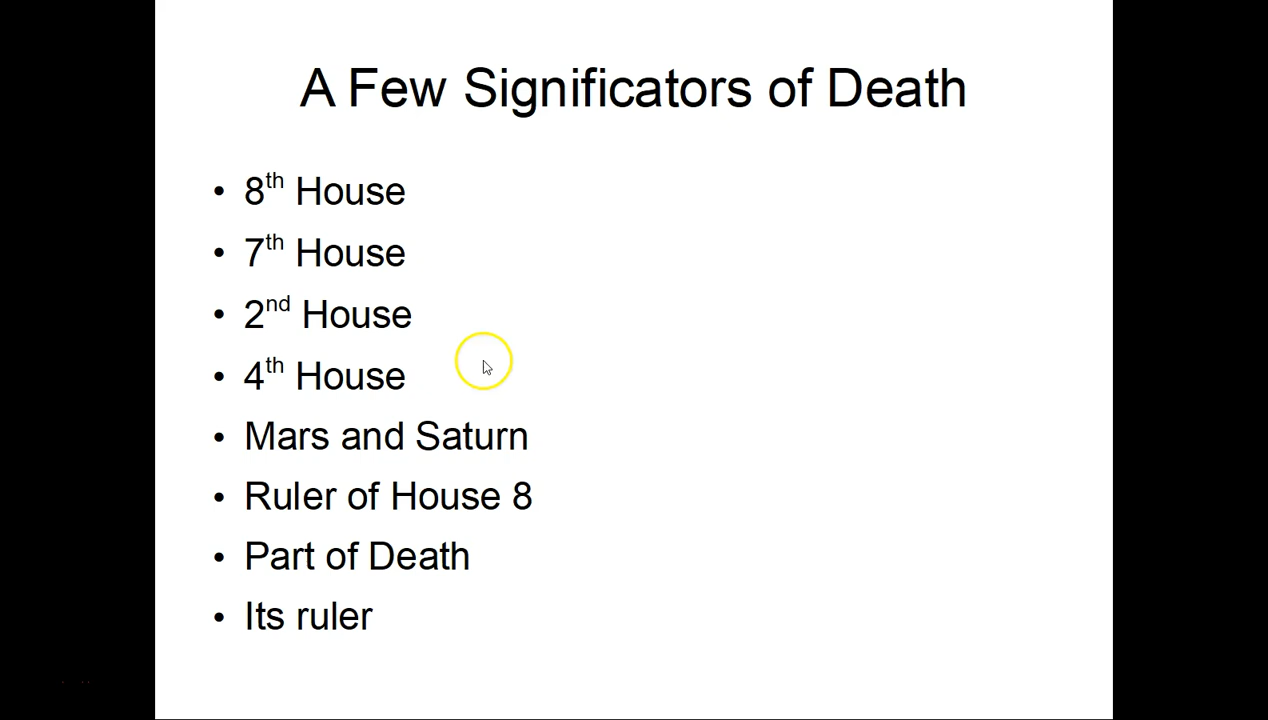 A Few Significators of Death
• 8th House
• 7th House
• 2nd House
• 4th House
• Mars and Saturn
• Ruler of House 8
• Part of Death
• Its ruler